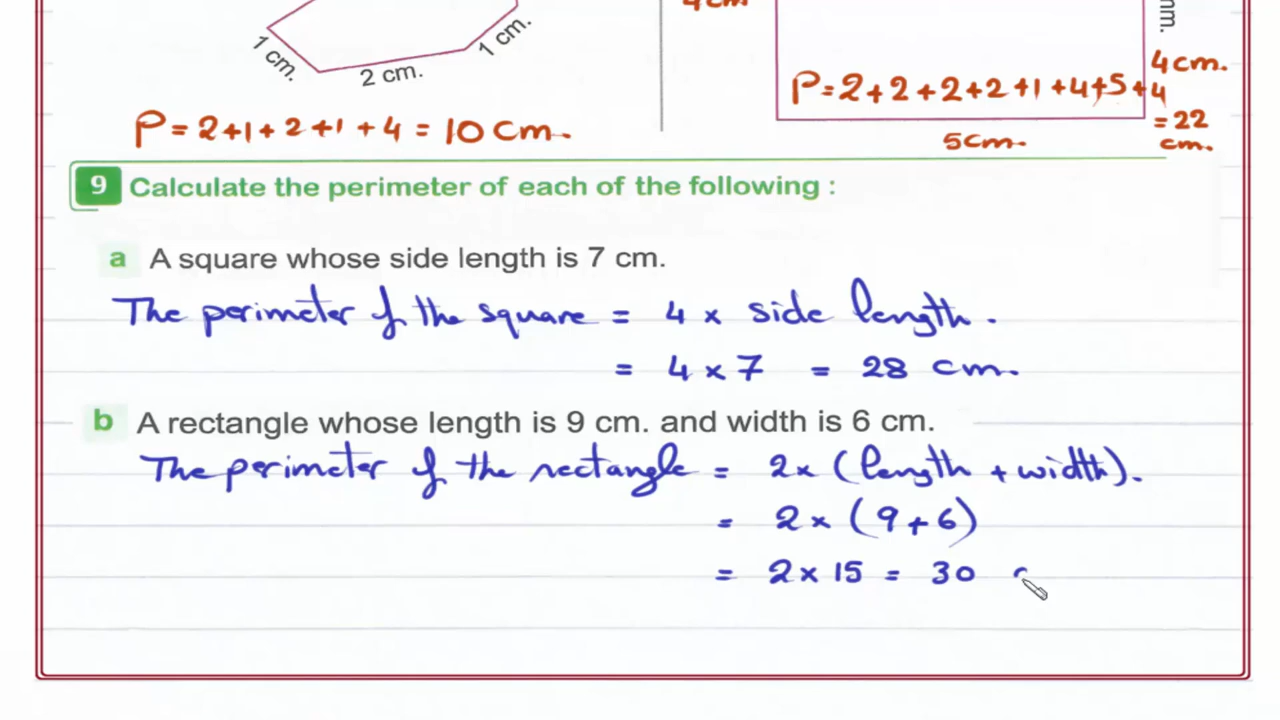 4cm
mm.
1 cm.
2 cm.
1 cm.
4cm.
P=2+2+2+2+1+4+5+4
=22
cm.
5cm.
P=2+1+2+1+4=10 cm.
9 Calculate the perimeter of each of the following :
a A square whose side length is 7 cm.
The perimeter of the square = 4 × side length.
= 4 × 7 = 28 cm.
b A rectangle whose length is 9 cm. and width is 6 cm.
The perimeter of the rectangle = 2×(length + width).
= 2×(9+6)
= 2×15 = 30 c